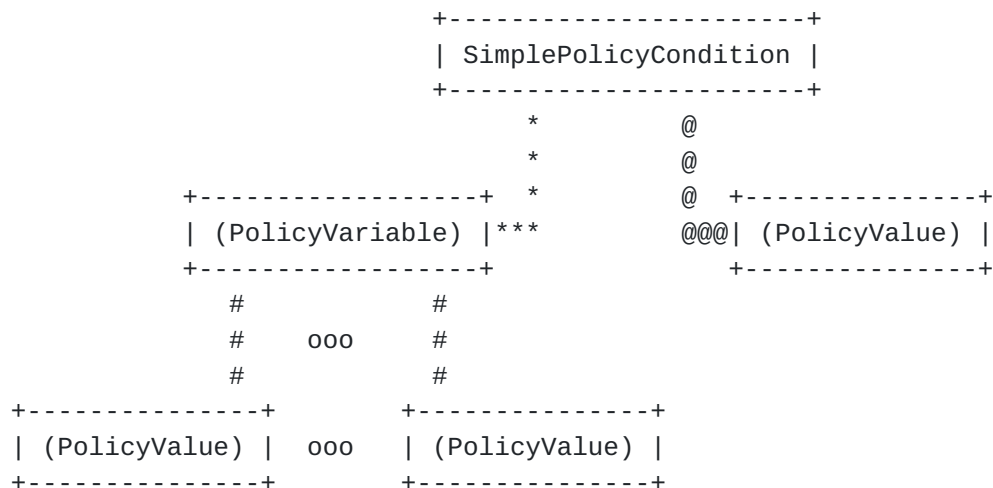 +-----------------------+
| SimplePolicyCondition |
+-----------------------+
* @
* @
+------------------+ * @ +---------------+
| (PolicyVariable) |*** @@@| (PolicyValue) |
+------------------+ +---------------+
# #
# ooo #
# #
+---------------+ +---------------+
| (PolicyValue) | ooo | (PolicyValue) |
+---------------+ +---------------+